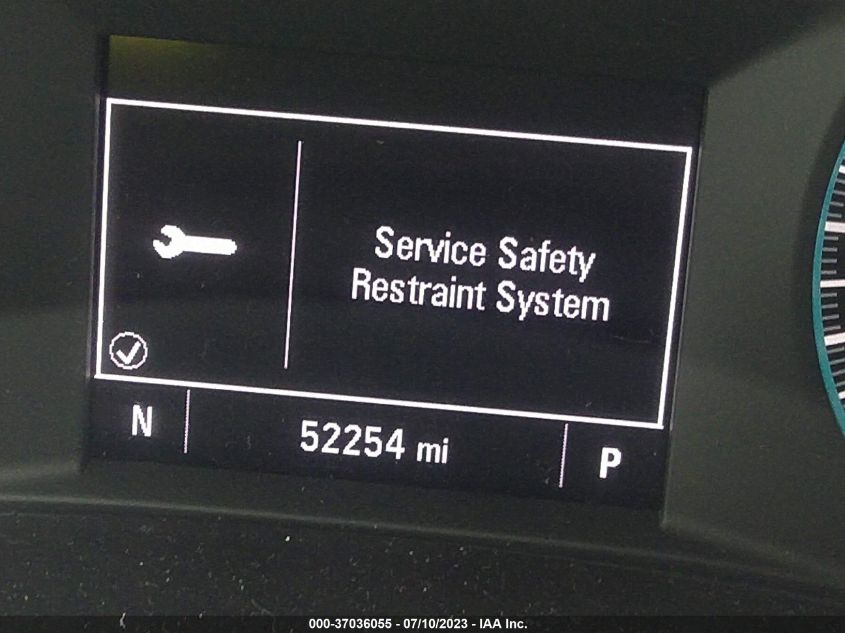 Service Safety
Restraint System
N
52254 mi
P
000-37036055 - 07/10/2023 - IAA Inc.